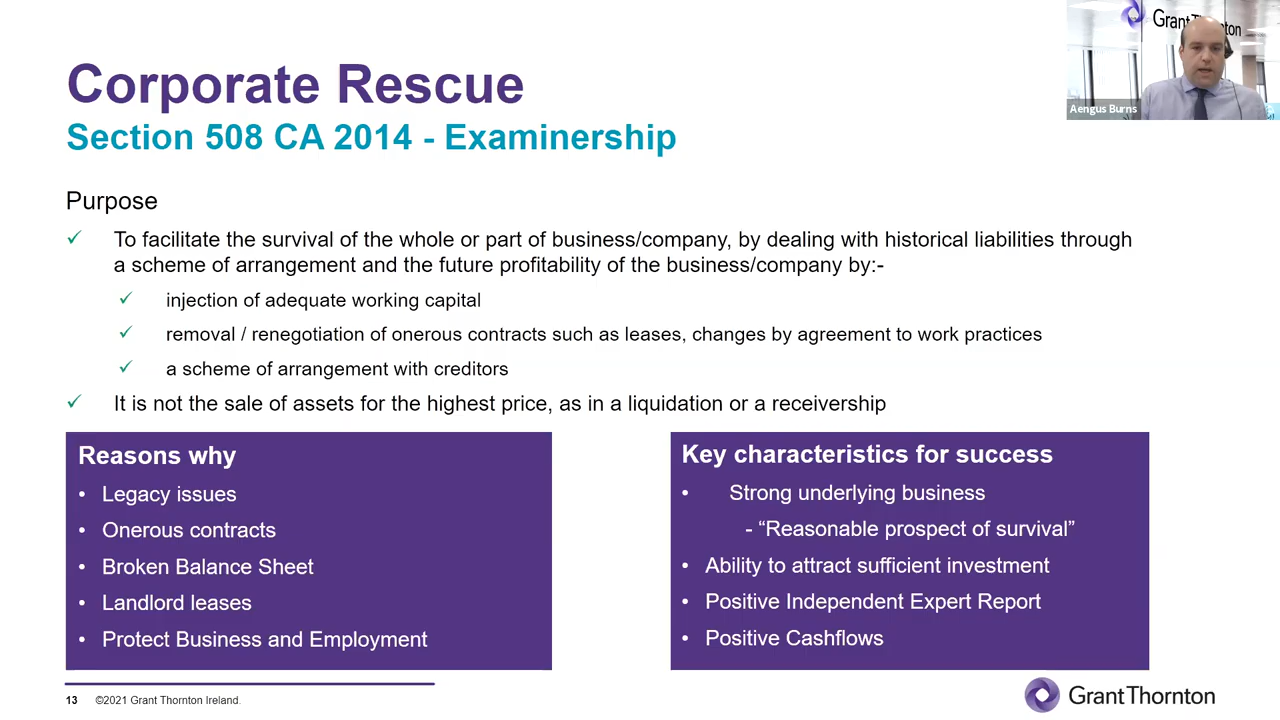 Corporate Rescue
Section 508 CA 2014 - Examinership
Grant Thornton
Aengus Burns
Purpose
To facilitate the survival of the whole or part of business/company, by dealing with historical liabilities through
a scheme of arrangement and the future profitability of the business/company by:-
injection of adequate working capital
removal / renegotiation of onerous contracts such as leases, changes by agreement to work practices
a scheme of arrangement with creditors
It is not the sale of assets for the highest price, as in a liquidation or a receivership
Reasons why
• Legacy issues
• Onerous contracts
• Broken Balance Sheet
• Landlord leases
• Protect Business and Employment
Key characteristics for success
• Strong underlying business
- “Reasonable prospect of survival”
• Ability to attract sufficient investment
• Positive Independent Expert Report
• Positive Cashflows
13 ©2021 Grant Thornton Ireland.
Grant Thornton